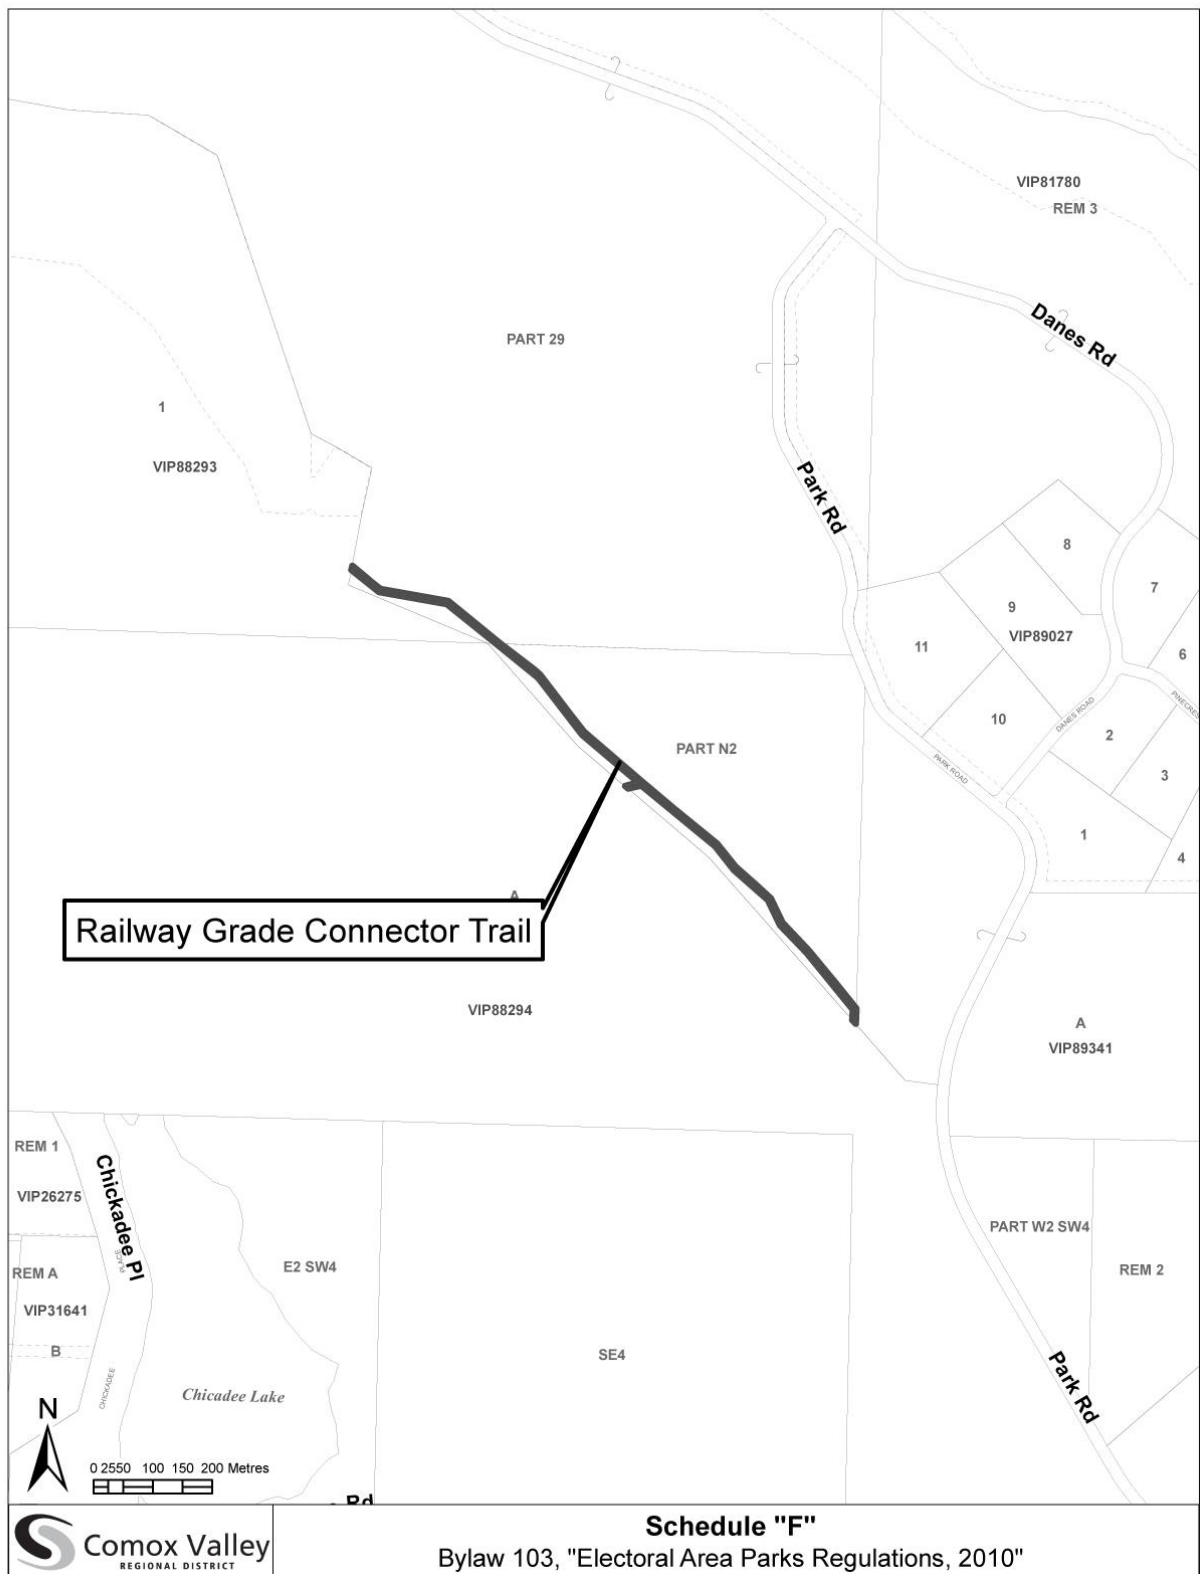 VIP81780
REM 3
Danes Rd
PART 29
1
VIP88293
Park Rd
8
7
9
VIP89027
11
6
10
DANES ROAD
2
PART N2
PARK ROAD
3
1
4
A
Railway Grade Connector Trail
VIP88294
A
VIP89341
REM 1
Chickadee Pl
VIP26275
PLACE
PART W2 SW4
E2 SW4
REM A
REM 2
VIP31641
B
SE4
CHICKADEE
Chicadee Lake
Park Rd
N
0 2550 100 150 200 Metres
Rd
Comox Valley
REGIONAL DISTRICT
Schedule "F"
Bylaw 103, "Electoral Area Parks Regulations, 2010"